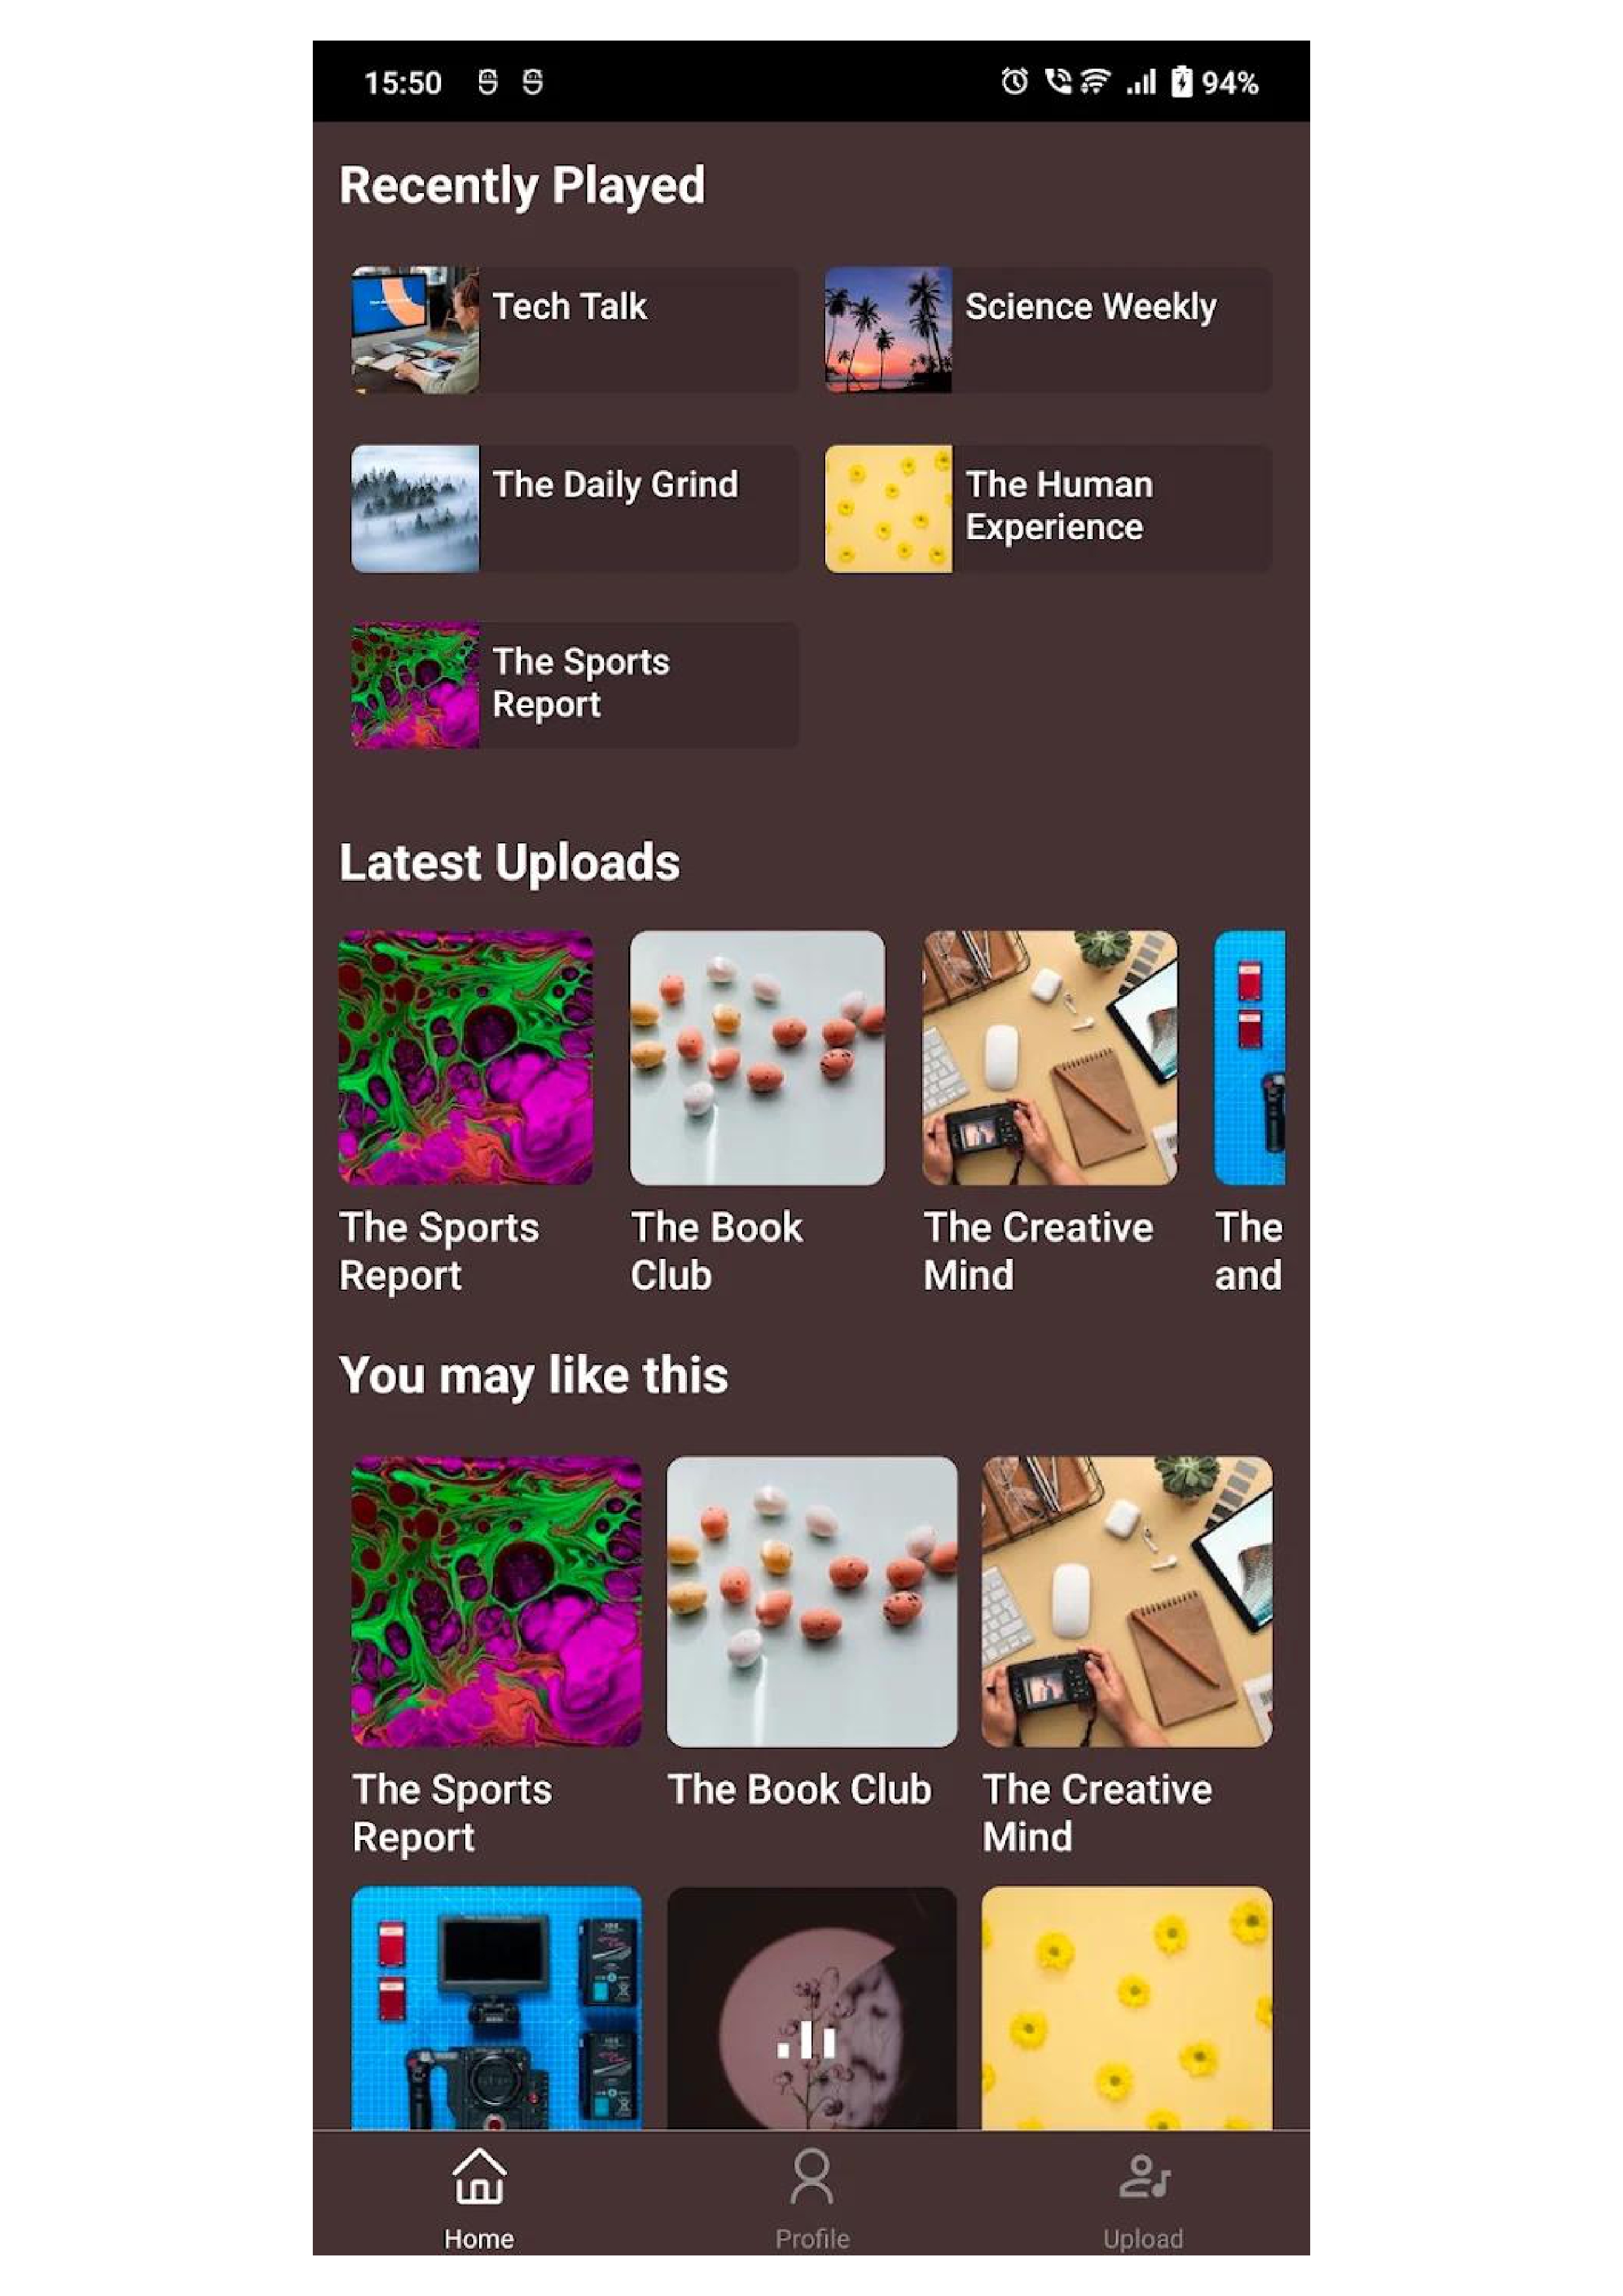 15:50
94%
Recently Played
Tech Talk
Science Weekly
The Daily Grind
The Human
Experience
The Sports
Report
Latest Uploads
The Sports
Report
The Book
Club
The Creative
Mind
The
and
You may like this
The Sports
Report
The Book Club
The Creative
Mind
Home
Profile
Upload